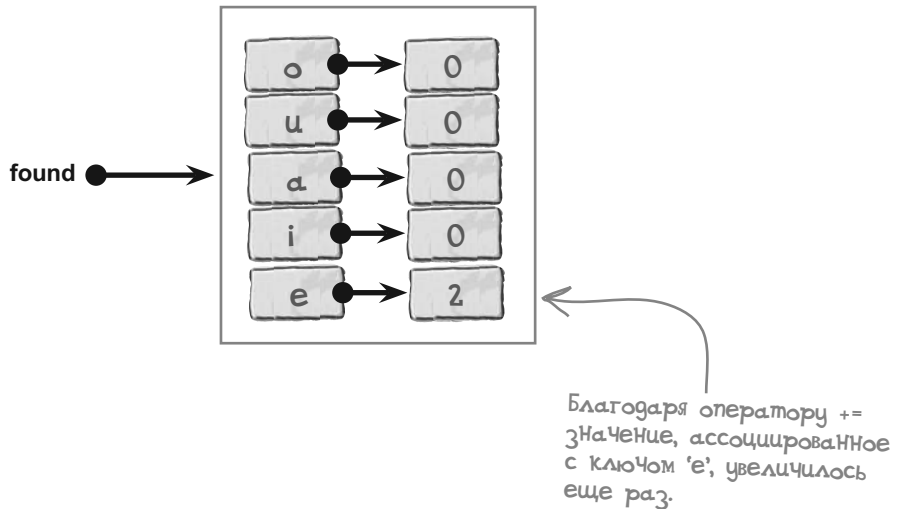 o 0
u 0
found
a 0
i 0
e 2
Благодаря оператору +=
значение, ассоциированное
с ключом 'e', увеличилось
еще раз.